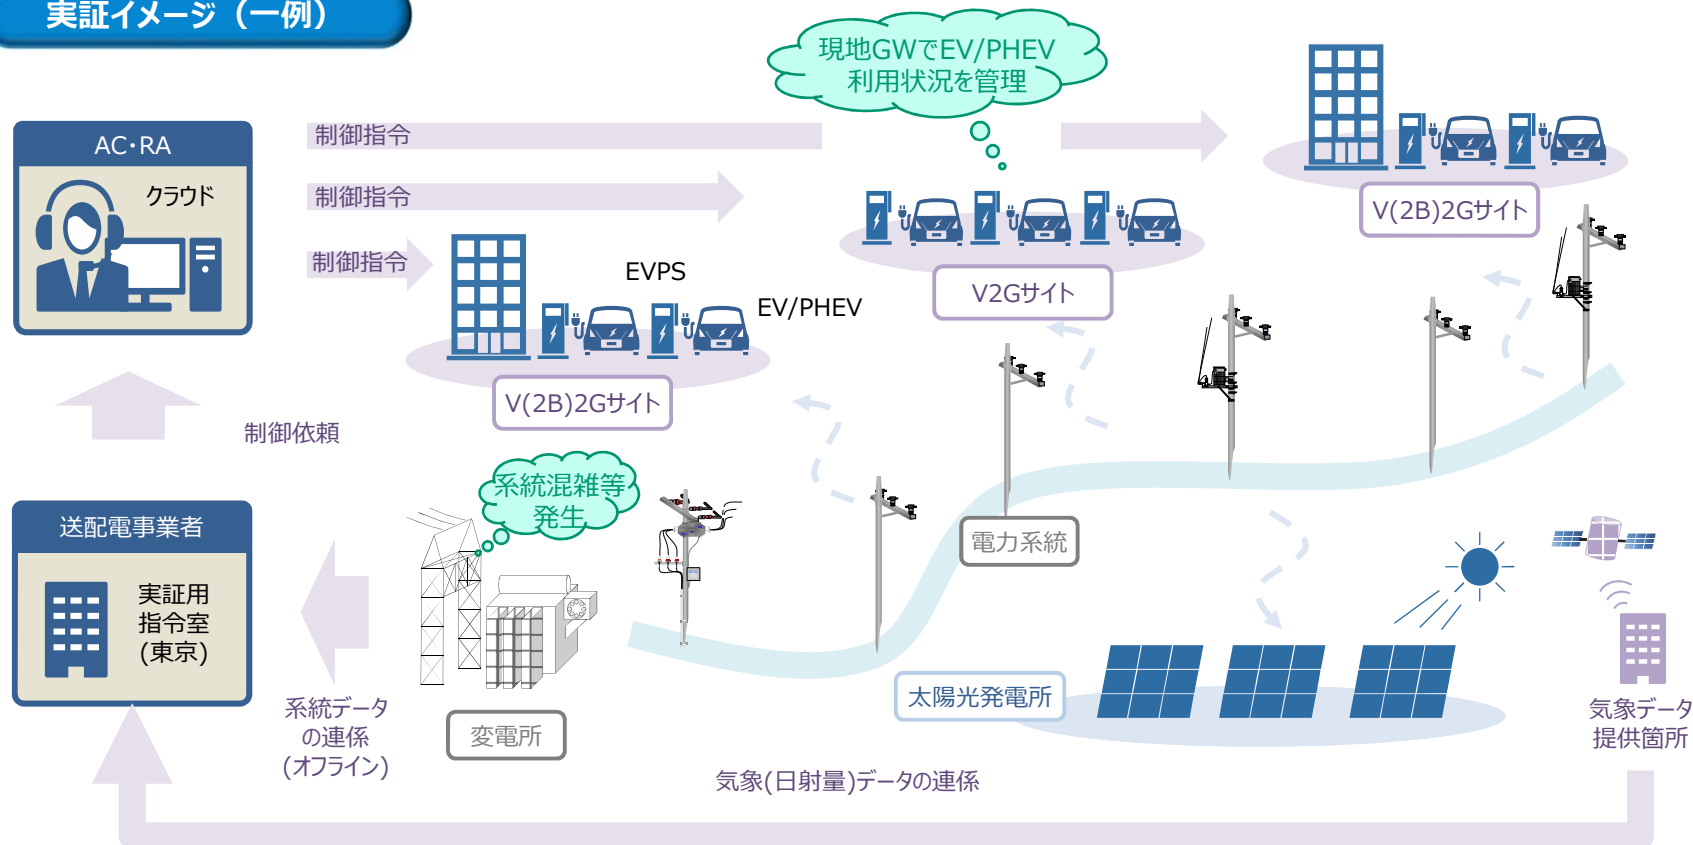 実証イメージ（一例）
現地GWでEV/PHEV
利用状況を管理
AC・RA
クラウド
制御指令
制御指令
制御指令
EVPS
EV/PHEV
V(2B)2Gサイト
V2Gサイト
V(2B)2Gサイト
制御依頼
系統混雑等
発生
送配電事業者
実証用
指令室
(東京)
電力系統
系統データ
の連係
(オフライン)
変電所
太陽光発電所
気象データ
提供箇所
気象(日射量)データの連係